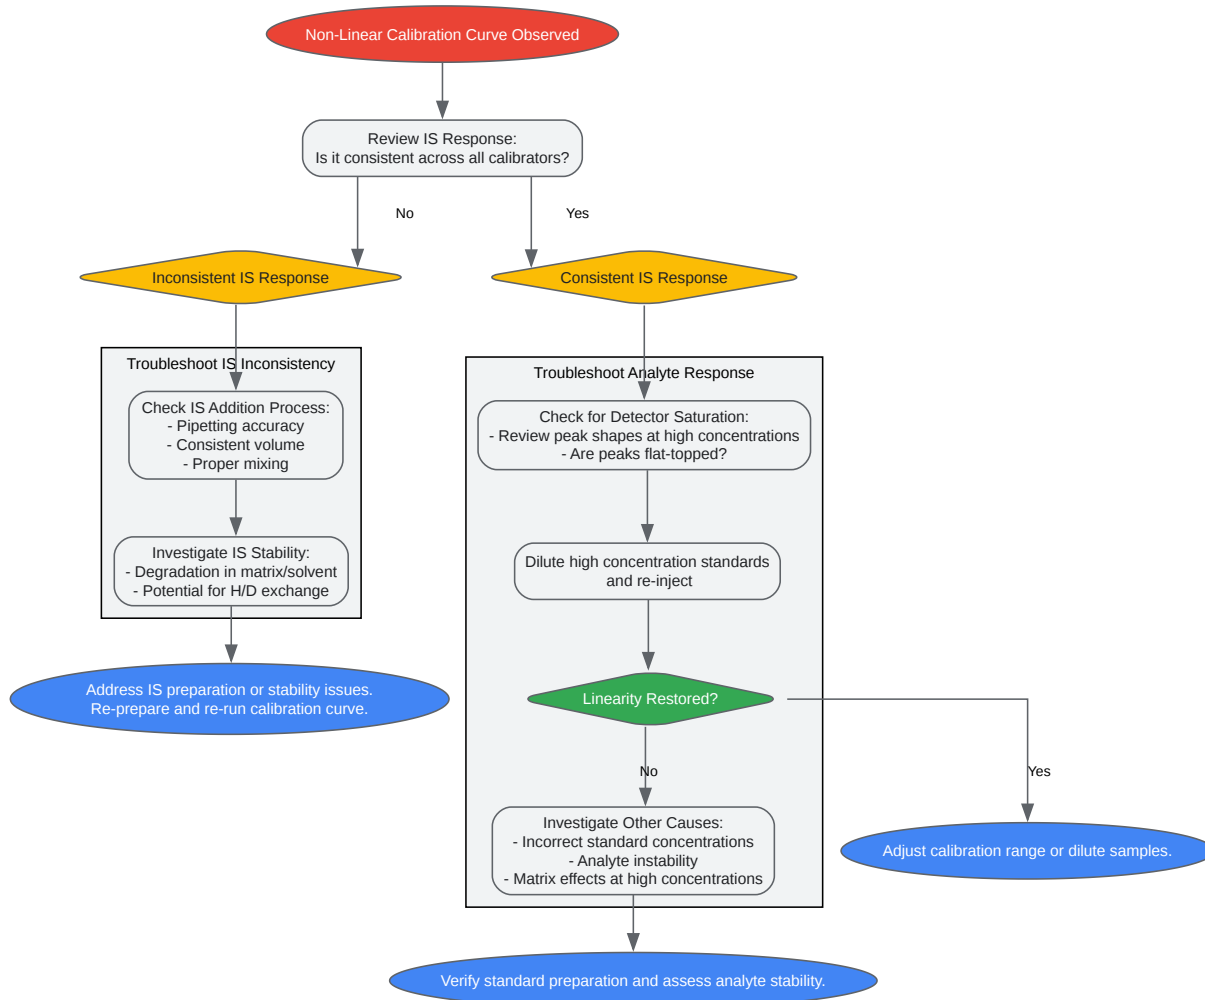 Non-Linear Calibration Curve Observed
Review IS Response:
Is it consistent across all calibrators?
No
Yes
Inconsistent IS Response
Consistent IS Response
Troubleshoot IS Inconsistency
Check IS Addition Process:
- Pipetting accuracy
- Consistent volume
- Proper mixing
Investigate IS Stability:
- Degradation in matrix/solvent
- Potential for H/D exchange
Address IS preparation or stability issues.
Re-prepare and re-run calibration curve.
Troubleshoot Analyte Response
Check for Detector Saturation:
- Review peak shapes at high concentrations
- Are peaks flat-topped?
Dilute high concentration standards
and re-inject
Linearity Restored?
No
Yes
Investigate Other Causes:
- Incorrect standard concentrations
- Analyte instability
- Matrix effects at high concentrations
Adjust calibration range or dilute samples.
Verify standard preparation and assess analyte stability.